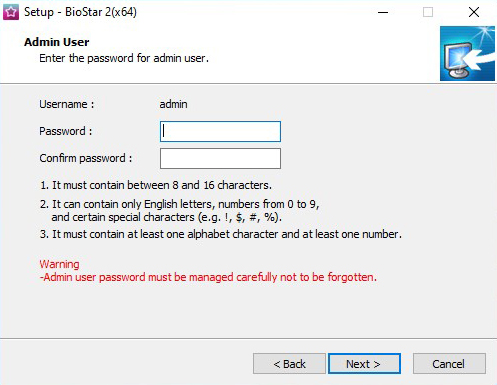 Setup - BioStar 2(x64)
Admin User
Enter the password for admin user.
Username : admin
Password :
Confirm password :
1. It must contain between 8 and 16 characters.
2. It can contain only English letters, numbers from 0 to 9,
and certain special characters (e.g. !, $, #, %).
3. It must contain at least one alphabet character and at least one number.
Warning
-Admin user password must be managed carefully not to be forgotten.
< Back Next > Cancel